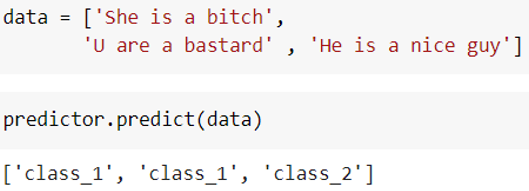 data = ['She is a bitch',
'U are a bastard' , 'He is a nice guy']
predictor.predict(data)
['class_1', 'class_1', 'class_2']